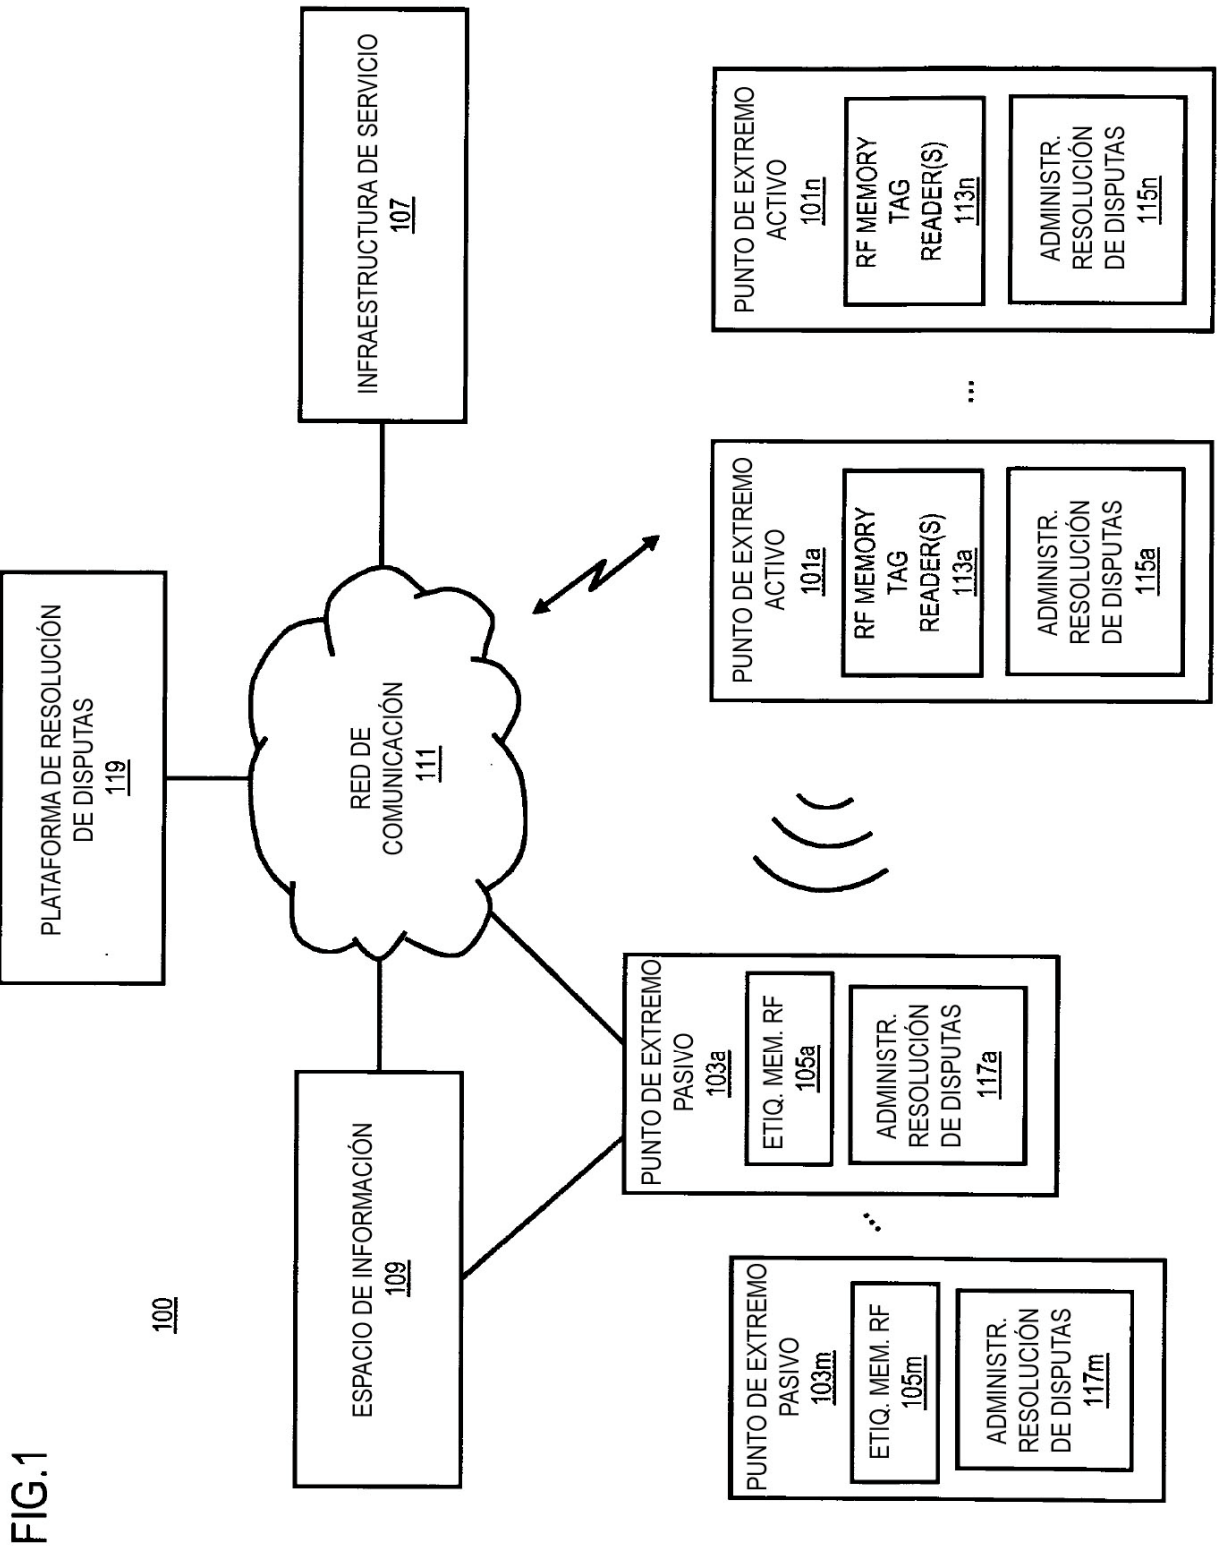 FIG.1
100
PLATAFORMA DE RESOLUCIÓN
DE DISPUTAS
119
ESPACIO DE INFORMACIÓN
109
RED DE
COMUNICACIÓN
111
INFRAESTRUCTURA DE SERVICIO
107
PUNTO DE EXTREMO
PASIVO
103m
ETIQ. MEM. RF
105m
ADMINISTR.
RESOLUCIÓN
DE DISPUTAS
117m
...
PUNTO DE EXTREMO
PASIVO
103a
ETIQ. MEM. RF
105a
ADMINISTR.
RESOLUCIÓN
DE DISPUTAS
117a
PUNTO DE EXTREMO
ACTIVO
101a
RF MEMORY
TAG
READER(S)
113a
ADMINISTR.
RESOLUCIÓN
DE DISPUTAS
115a
...
PUNTO DE EXTREMO
ACTIVO
101n
RF MEMORY
TAG
READER(S)
113n
ADMINISTR.
RESOLUCIÓN
DE DISPUTAS
115n